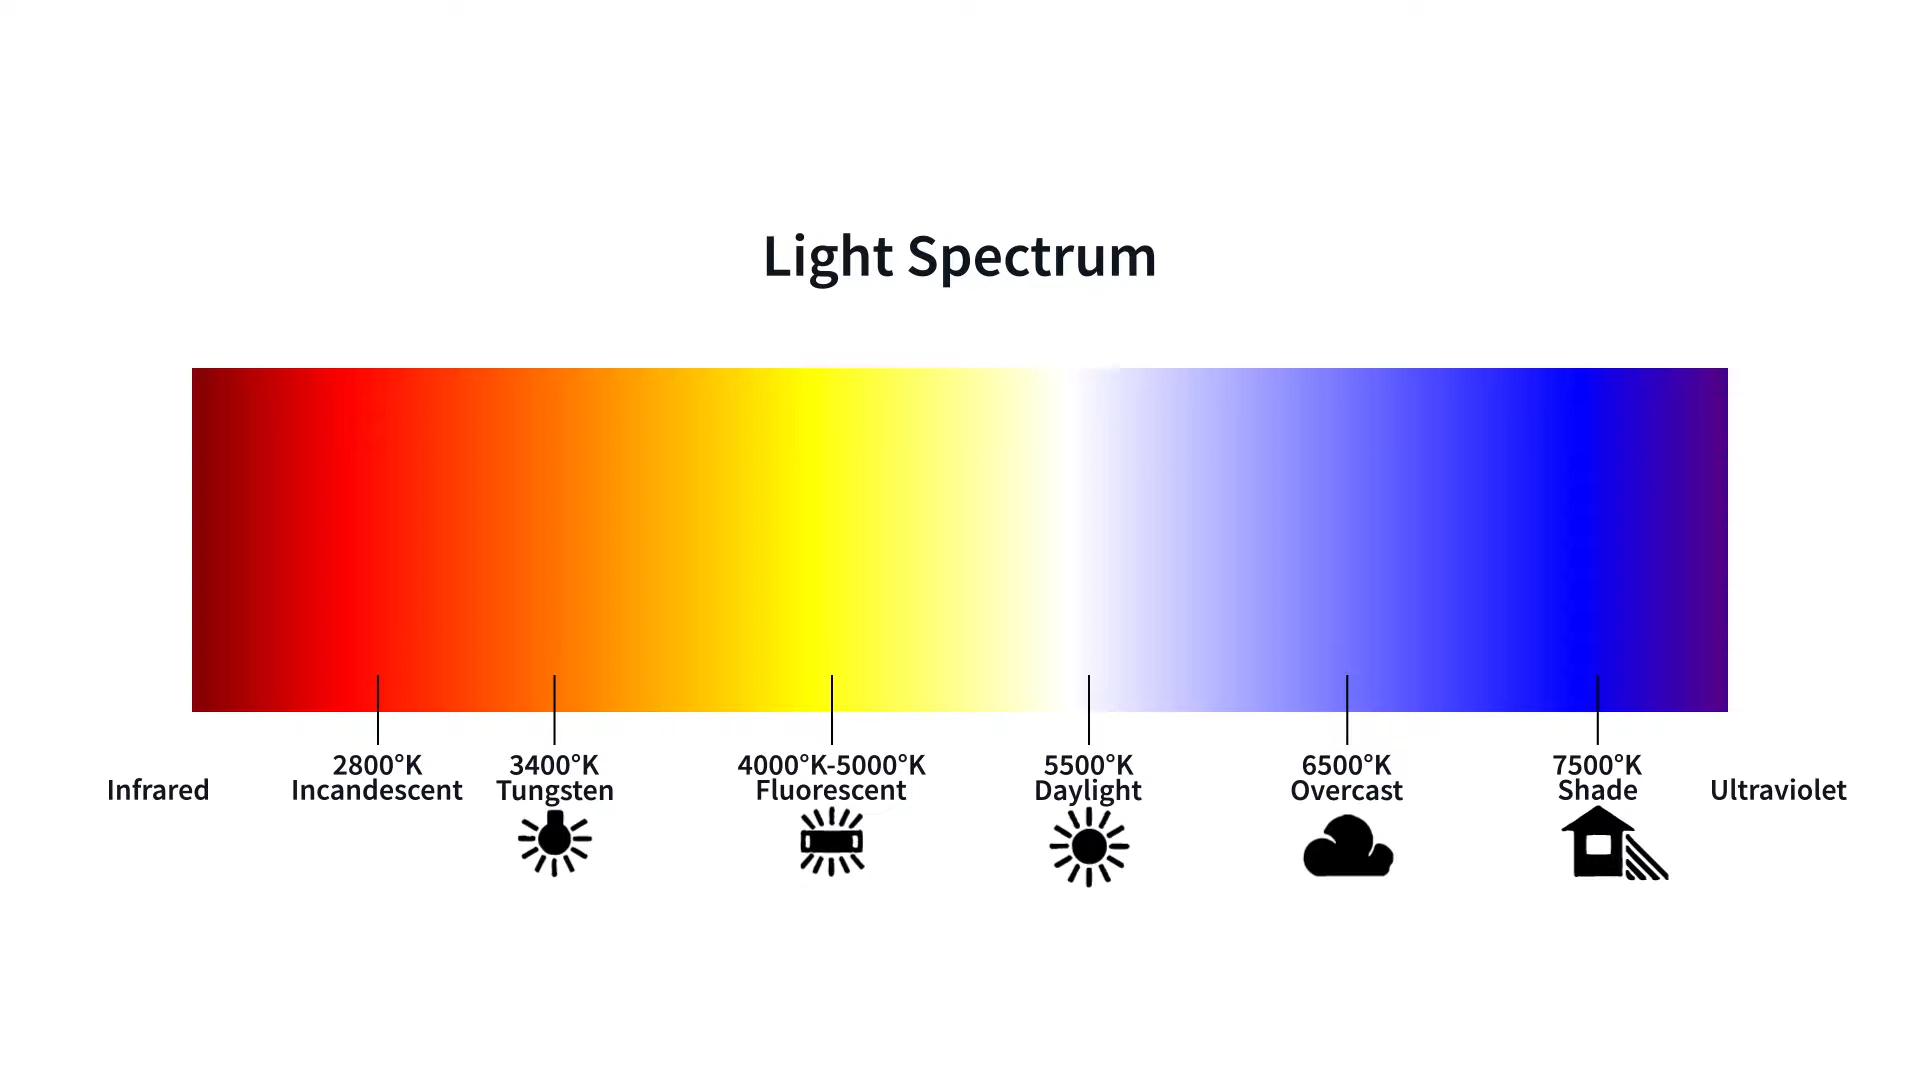 Light Spectrum
2800°K
3400°K
4000°K-5000°K
5500°K
6500°K
7500°K
Infrared
Incandescent
Tungsten
Fluorescent
Daylight
Overcast
Shade
Ultraviolet